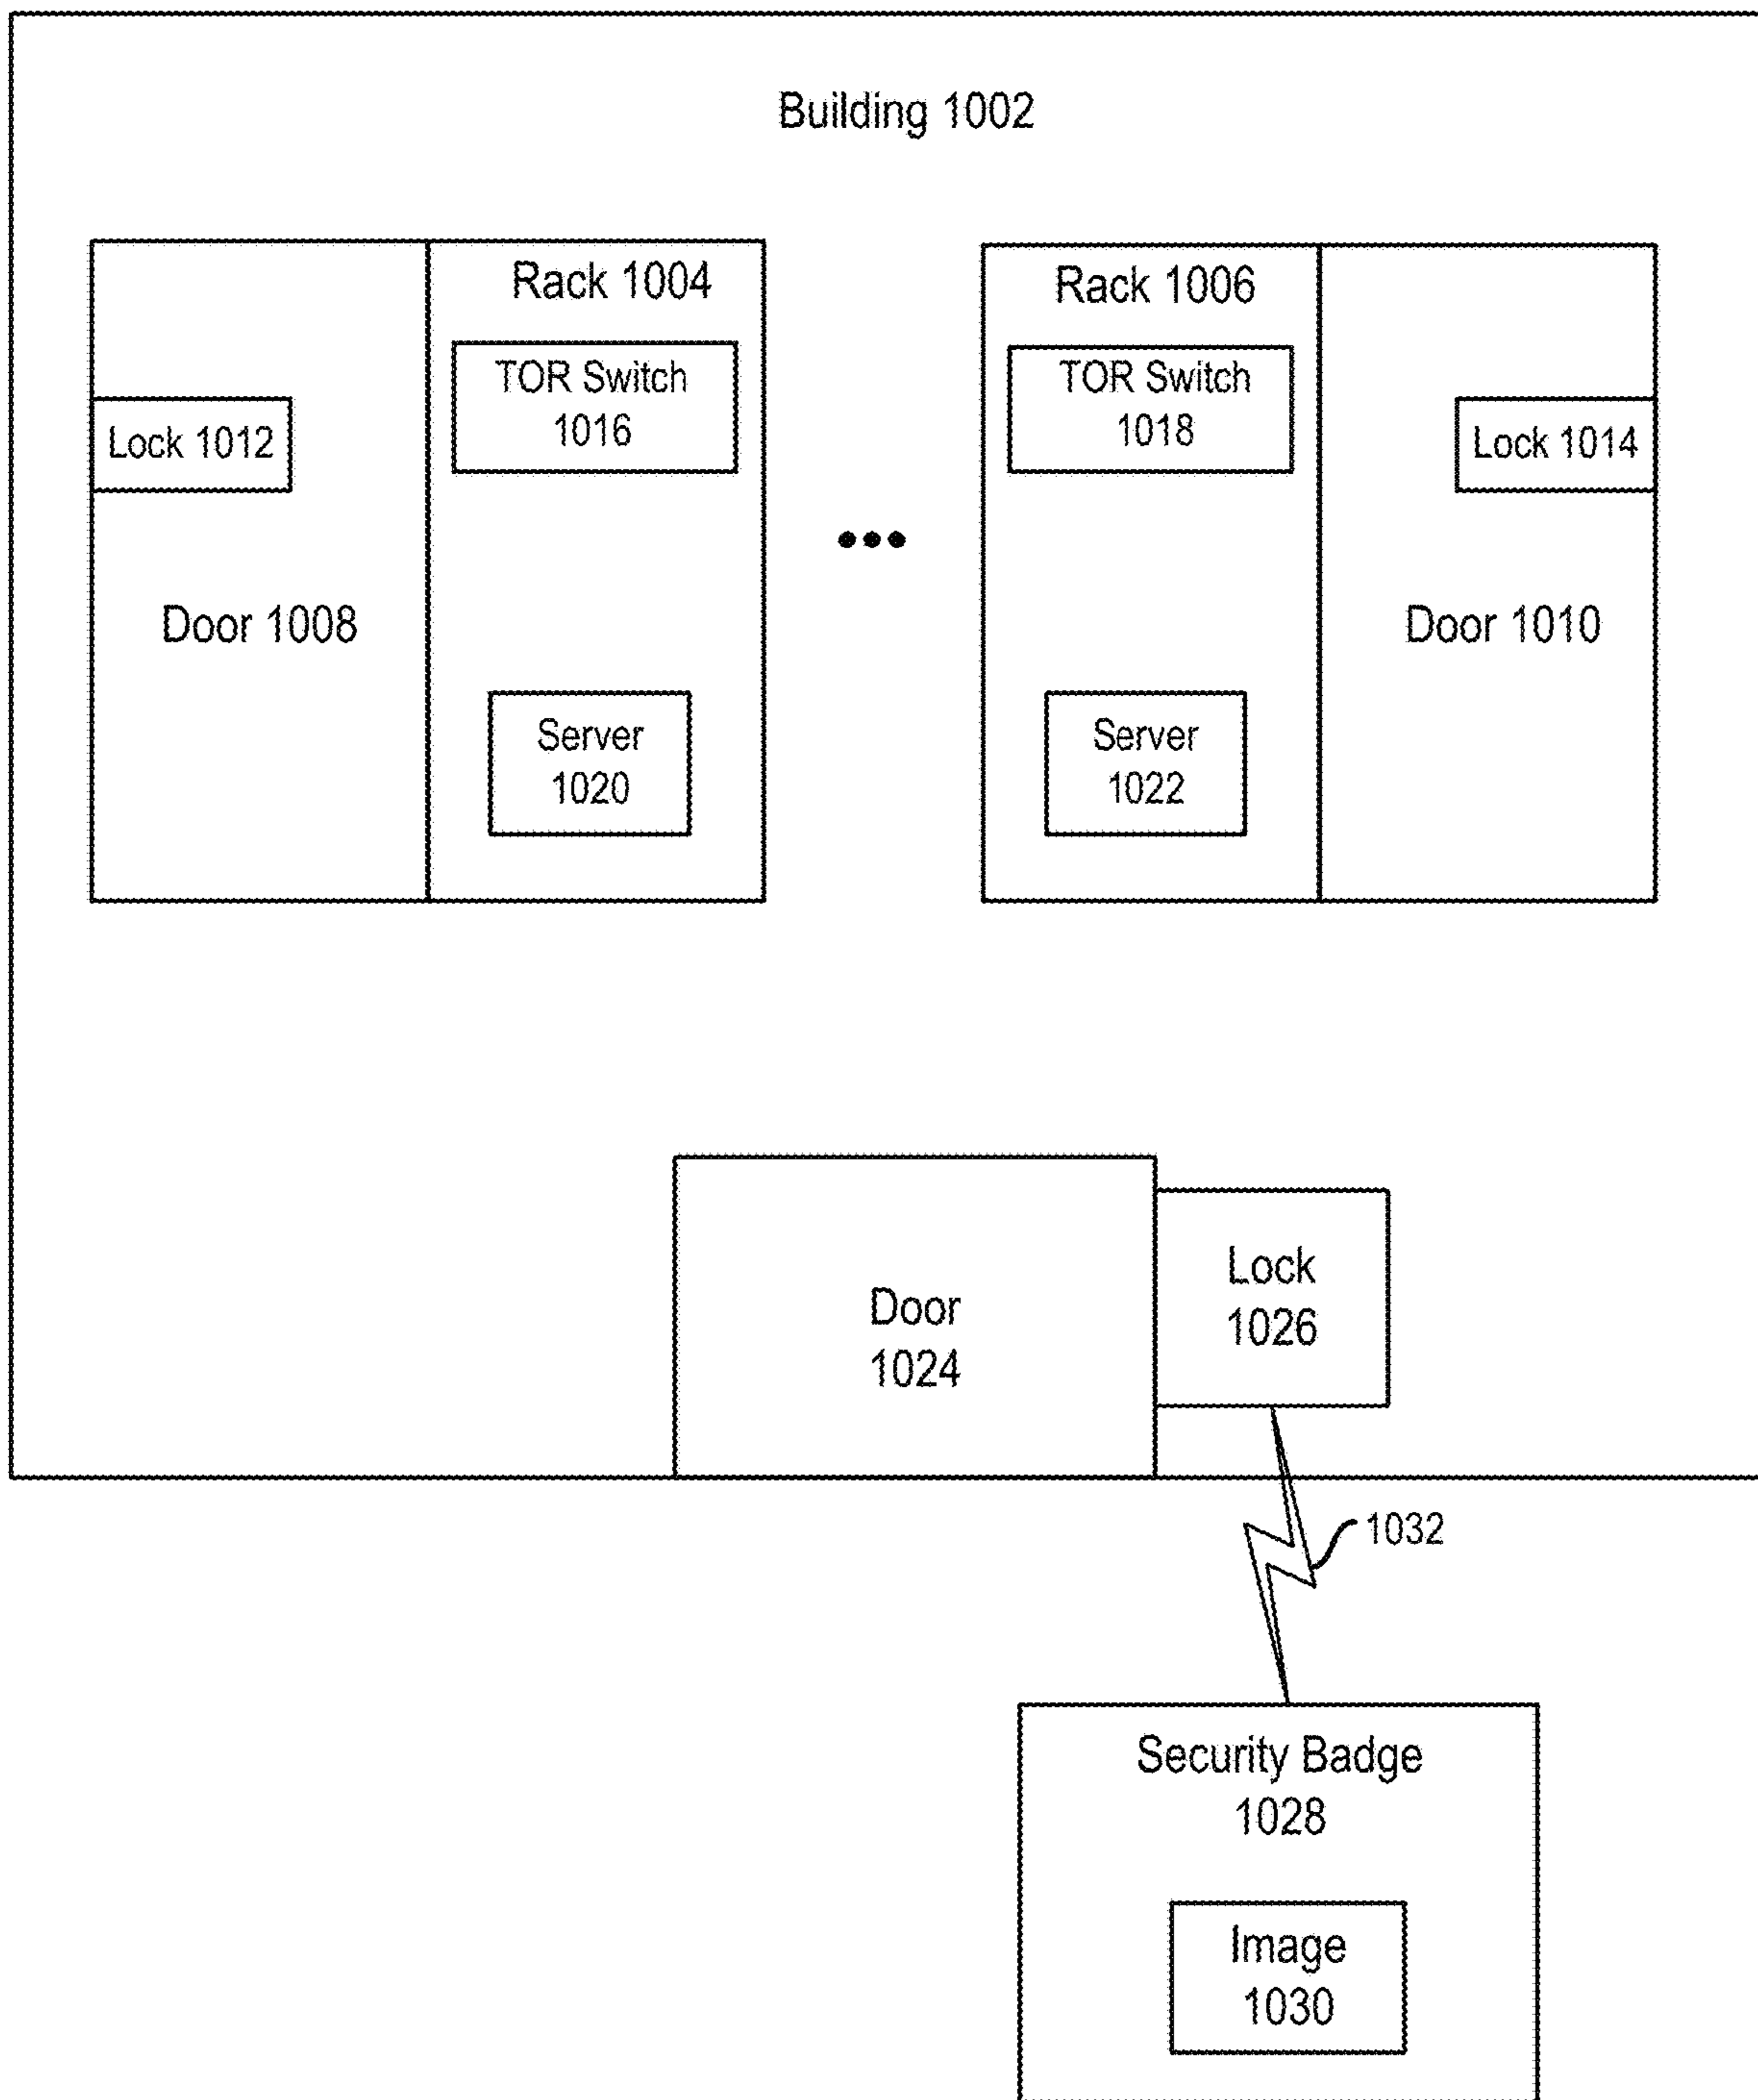 Building 1002
Rack 1004
Rack 1006
TOR Switch
1016
TOR Switch
1018
Lock 1012
Lock 1014
Door 1008
Door 1010
Server
1020
Server
1022
Door
1024
Lock
1026
1032
Security Badge
1028
Image
1030